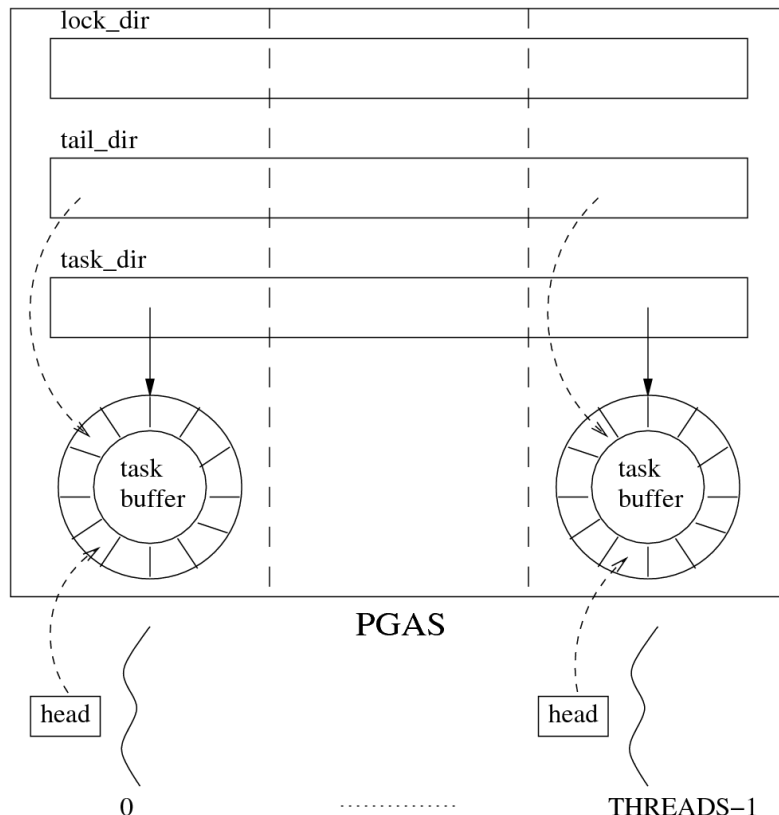 lock_dir
tail_dir
task_dir
task
buffer
task
buffer
PGAS
head
head
0
THREADS−1